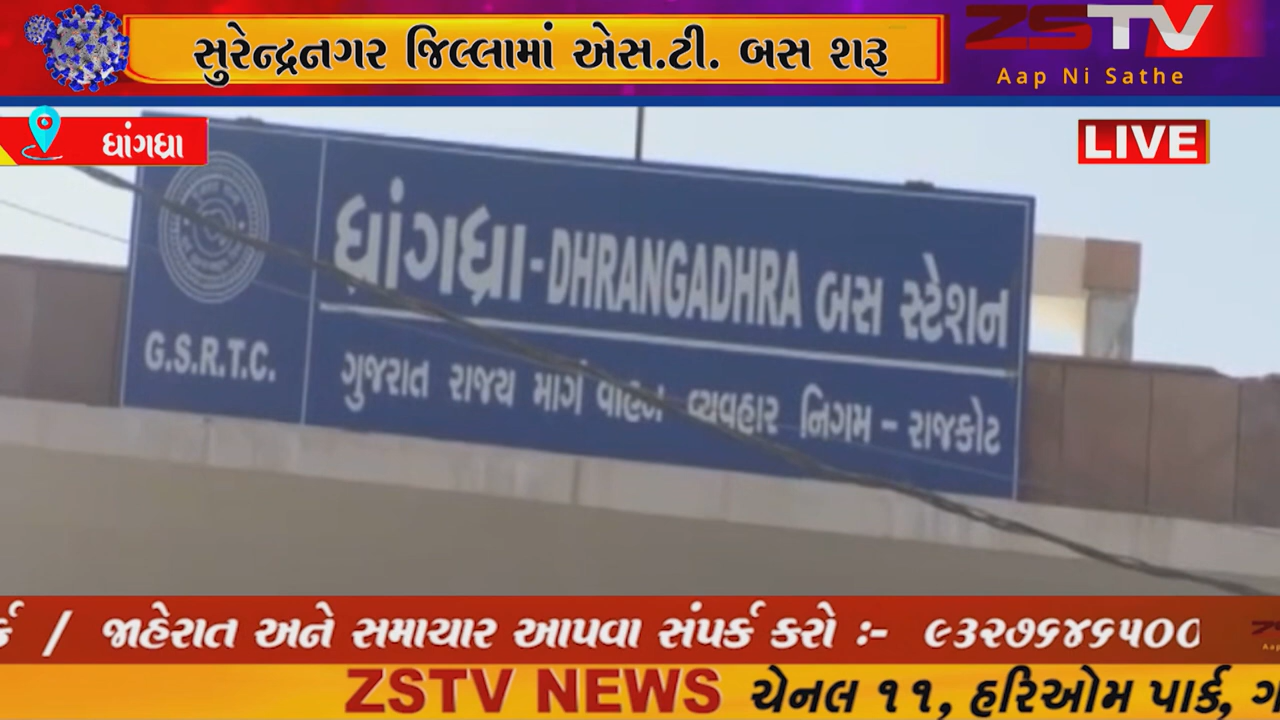 સુરેન્દ્રનગર જિલ્લામાં એસ.ટી. બસ શરૂ
ZSTV
Aap Ni Sathe
ધ્રાંગધ્રા
LIVE
ધ્રાંગધ્રા-DHRANGADHRA બસ સ્ટેશન
G.S.R.T.C.
ગુજરાત રાજય માર્ગ વાહન વ્યવહાર નિગમ - રાજકોટ
/ જાહેરાત અને સમાચાર આપવા સંપર્ક કરો :- ૯૩૨૭૬૪૬૫૦૦
ZSTV NEWS ચેનલ ૧૧, હરિઓમ પાર્ક,